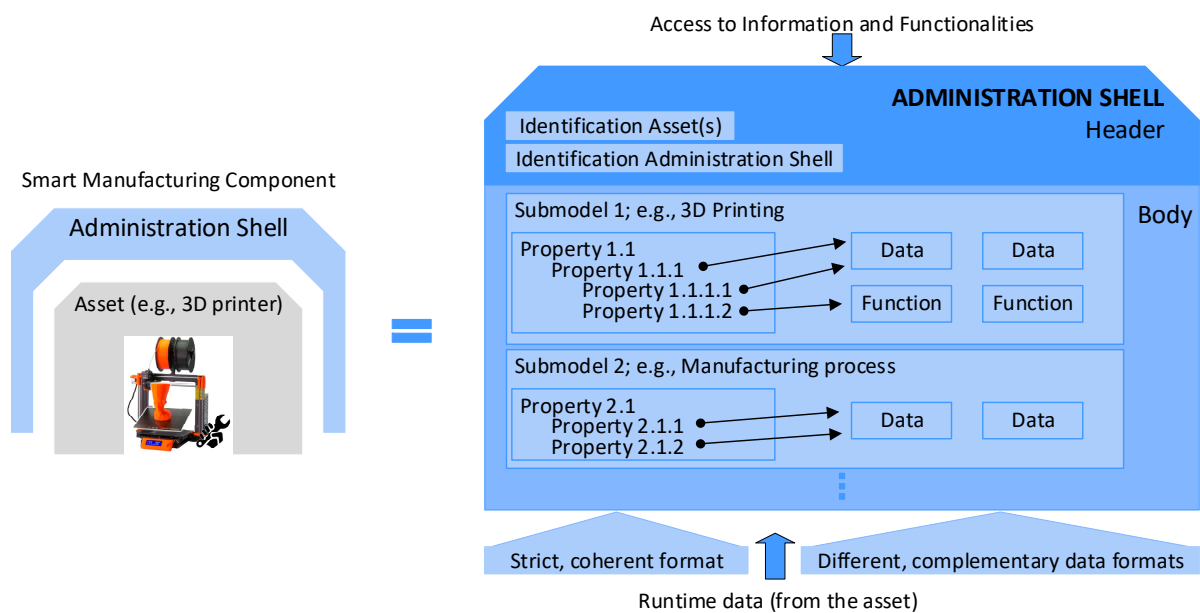 Access to Information and Functionalities
ADMINISTRATION SHELL
Header
Identification Asset(s)
Identification Administration Shell
Smart Manufacturing Component
Administration Shell
Asset (e.g., 3D printer)
Body
Submodel 1; e.g., 3D Printing
Property 1.1
Property 1.1.1
Property 1.1.1.1
Property 1.1.1.2
Data
Data
Function
Function
Submodel 2; e.g., Manufacturing process
Property 2.1
Property 2.1.1
Property 2.1.2
Data
Data
Strict, coherent format
Different, complementary data formats
Runtime data (from the asset)